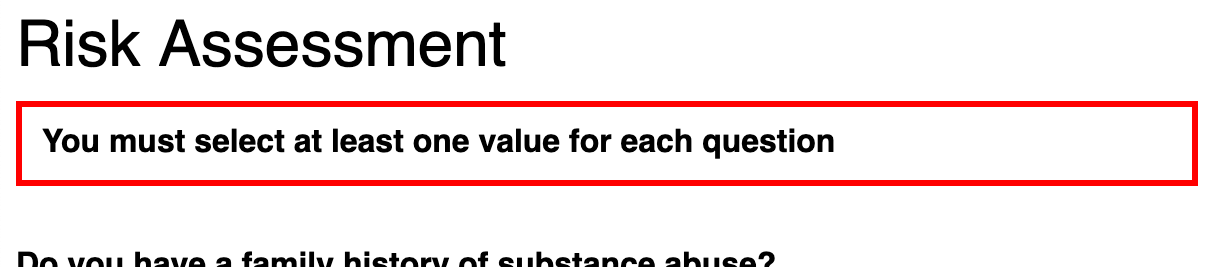 Risk Assessment
You must select at least one value for each question
Do you have a family history of substance abuse?